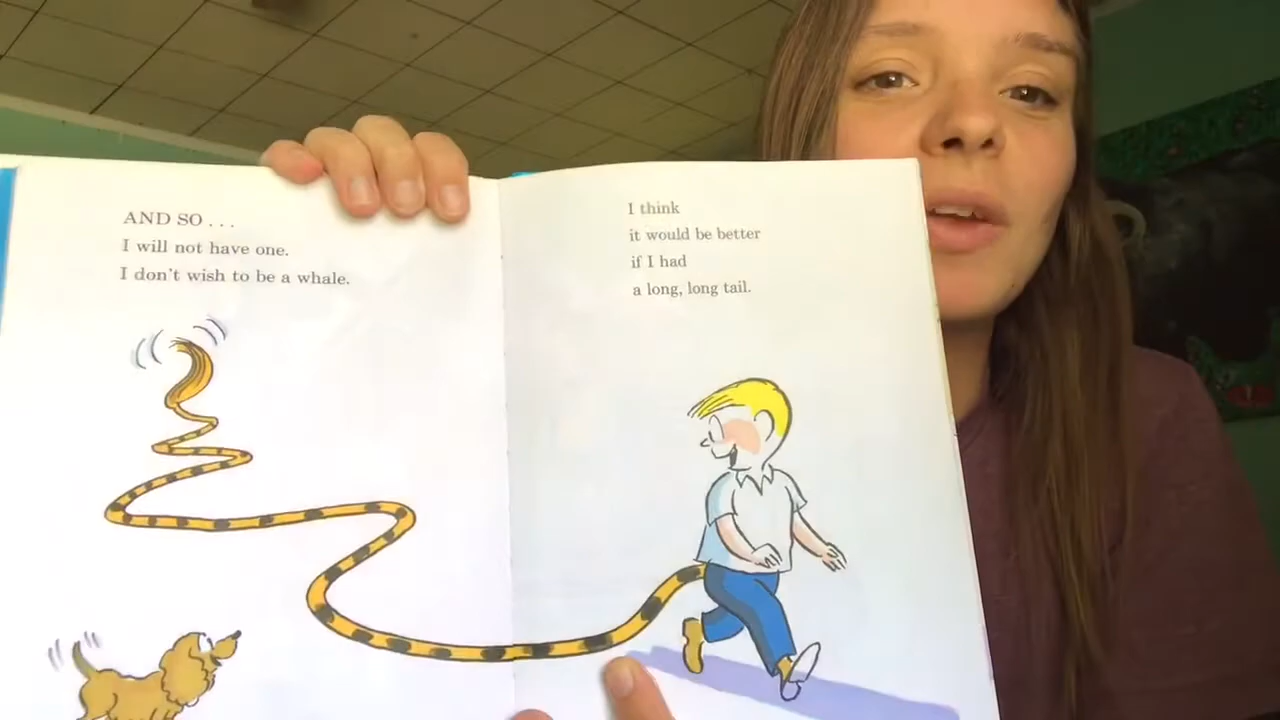 AND SO . . .
I will not have one.
I don't wish to be a whale.
I think
it would be better
if I had
a long, long tail.